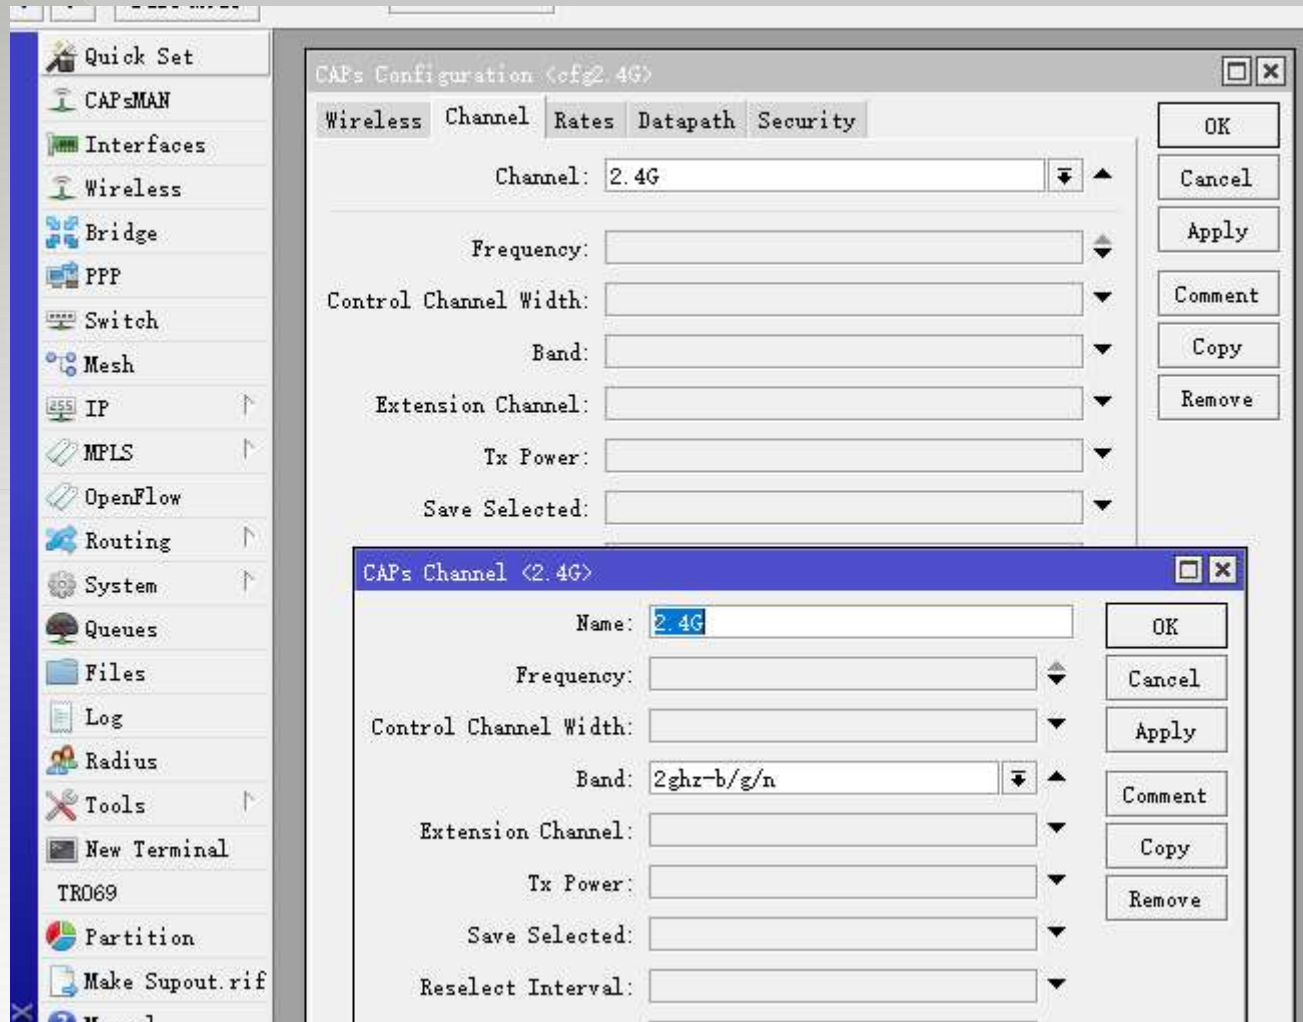 Quick Set
CAPsMAN
Interfaces
Wireless
Bridge
PPP
Switch
Mesh
IP
MPLS
OpenFlow
Routing
System
Queues
Files
Log
Radius
Tools
New Terminal
TR069
Partition
Make Supout.rif
CAPs Configuration <cfg2.4G>
Wireless Channel Rates Datapath Security
Channel: 2.4G
Frequency:
Control Channel Width:
Band:
Extension Channel:
Tx Power:
Save Selected:
OK
Cancel
Apply
Comment
Copy
Remove
CAPs Channel <2.4G>
Name: 2.4G
Frequency:
Control Channel Width:
Band: 2ghz-b/g/n
Extension Channel:
Tx Power:
Save Selected:
Reselect Interval:
OK
Cancel
Apply
Comment
Copy
Remove